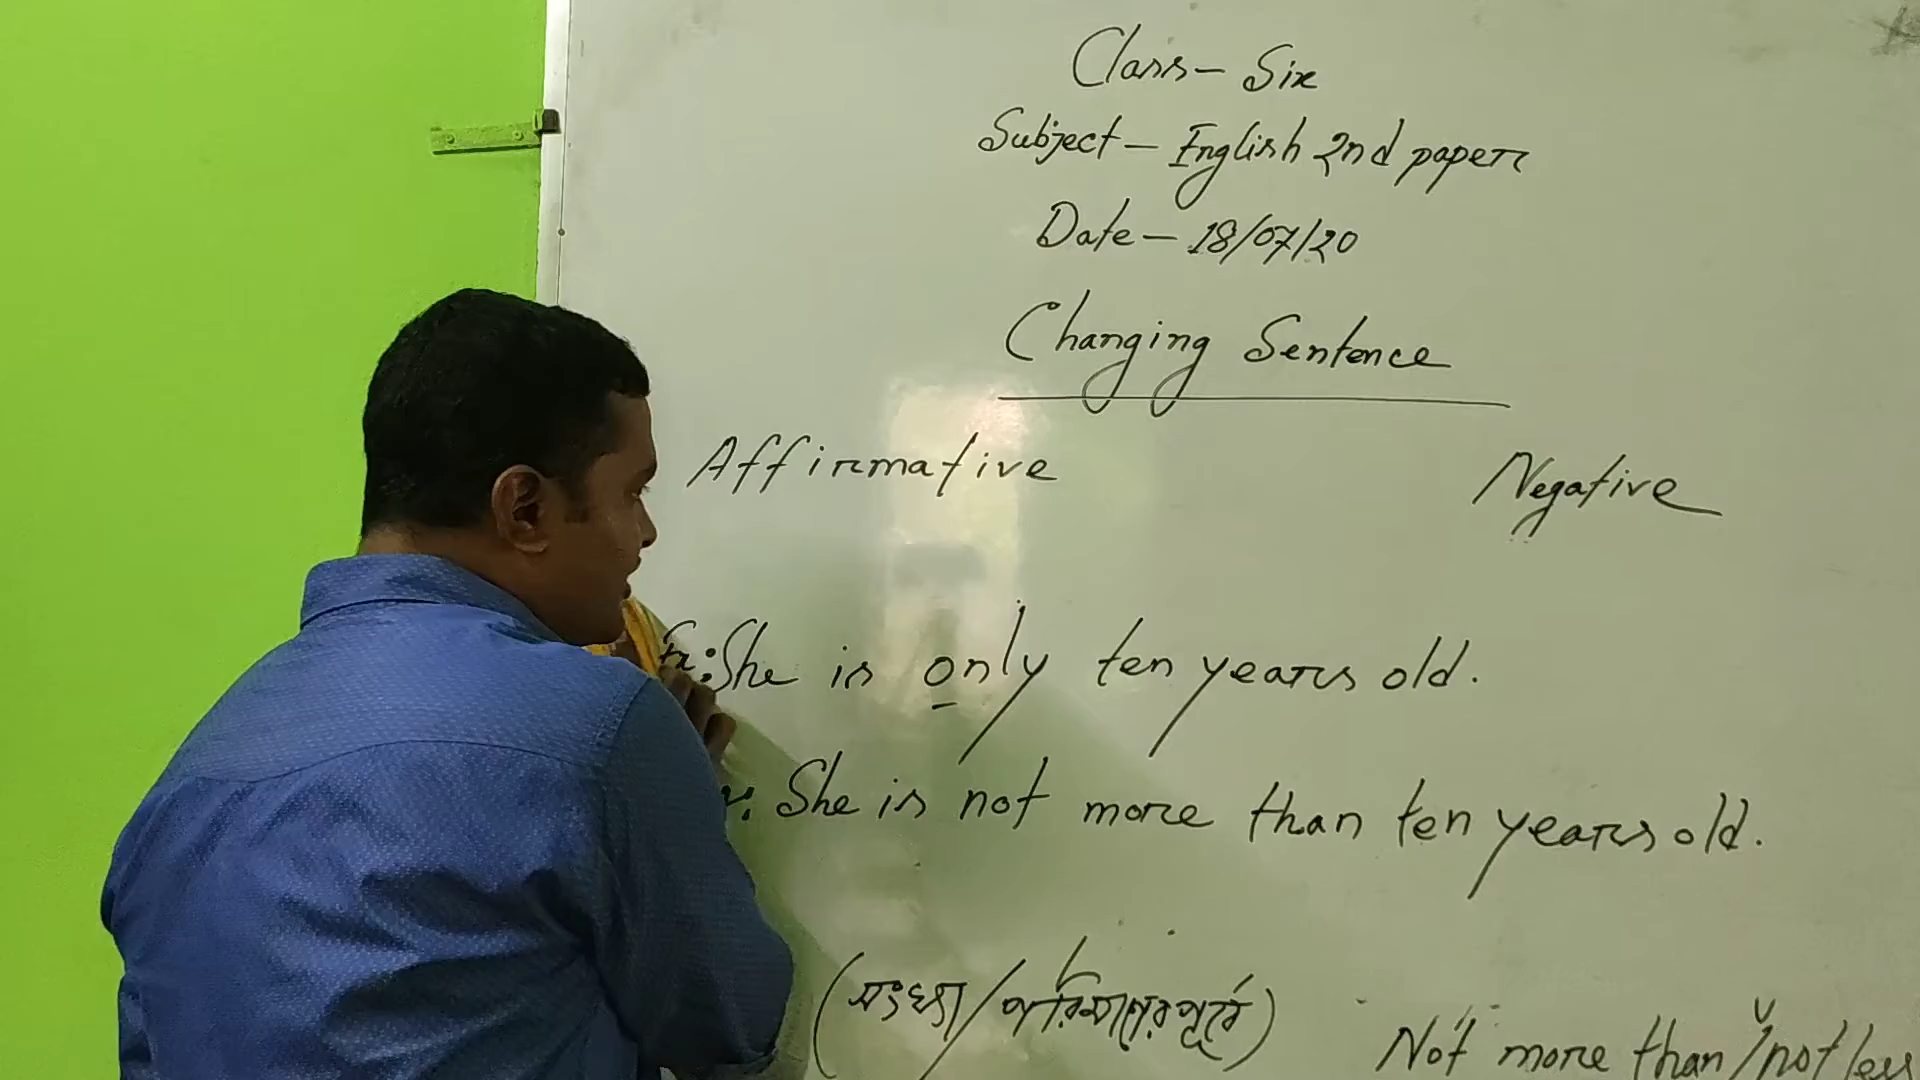 Class- Six
Subject- English 2nd paper
Date- 18/07/20
Changing Sentence
Affirmative Negative
Ex: She is only ten years old.
She is not more than ten years old.
(সংখ্যা/পরিমাণের পূর্বে) Not more than/not less